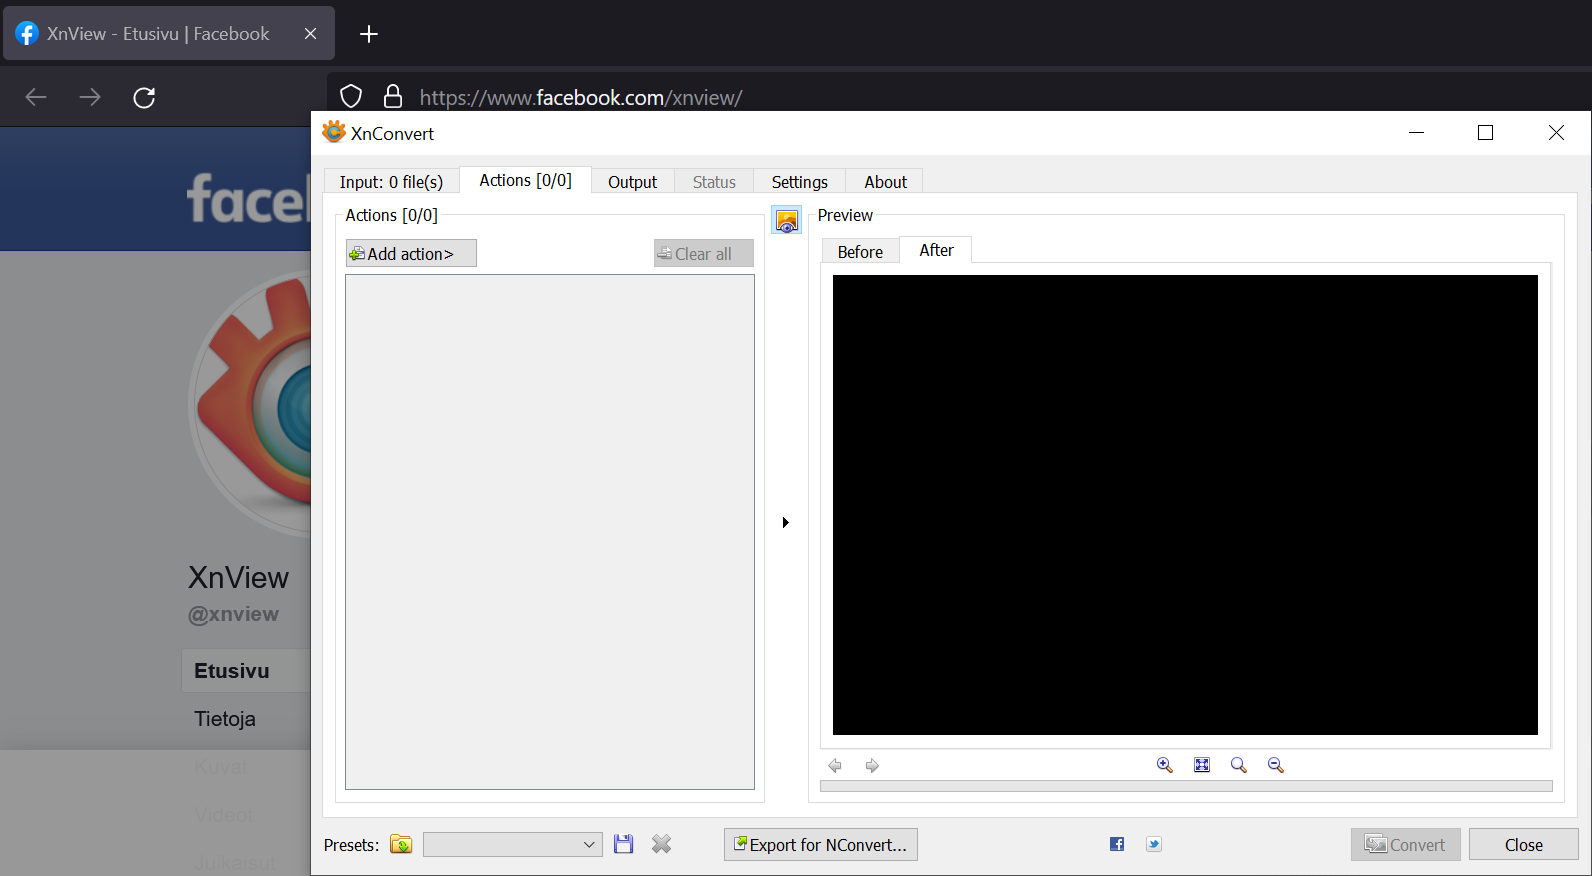 XnView - Etusivu | Facebook
https://www.facebook.com/xnview/
XnConvert
Input: 0 file(s)
Actions [0/0]
Output
Status
Settings
About
Actions [0/0]
Add action>
Clear all
Preview
Before
After
XnView
@xnview
Etusivu
Tietoja
Kuvat
Videot
Julkaisut
Presets:
Export for NConvert...
Convert
Close